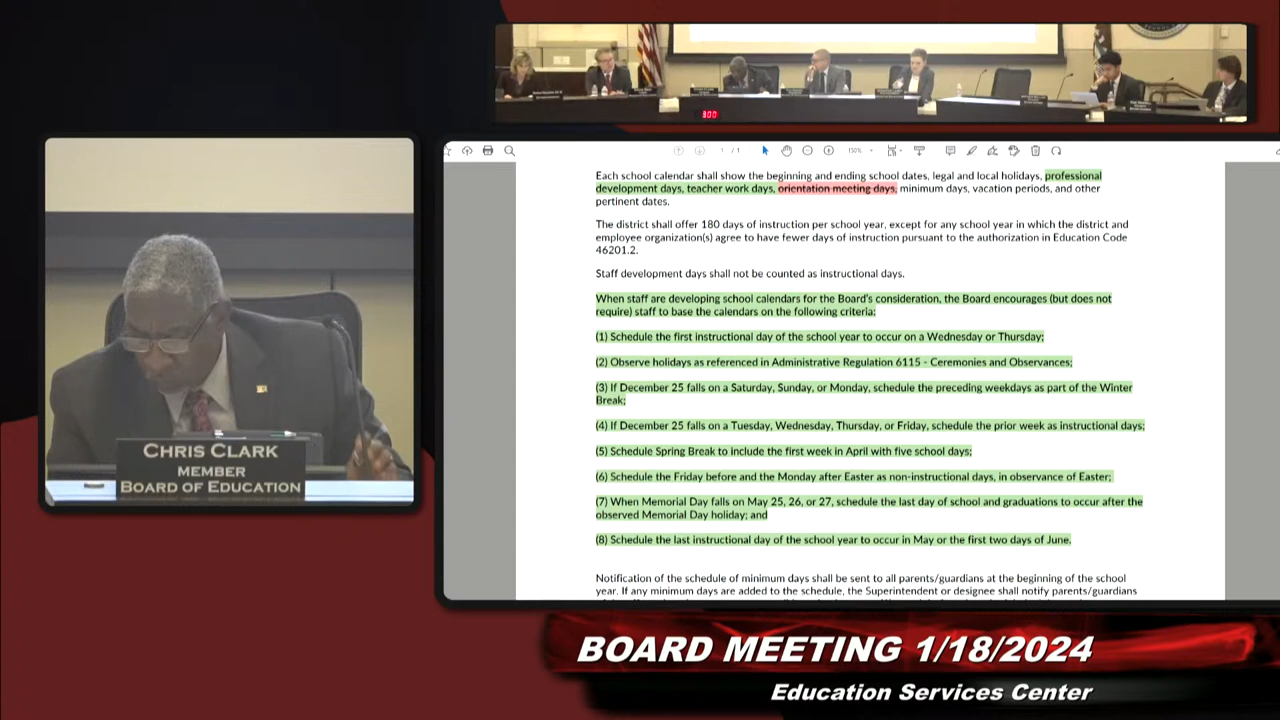 300
1 / 1
150%
Each school calendar shall show the beginning and ending school dates, legal and local holidays, professional
development days, teacher work days, orientation meeting days, minimum days, vacation periods, and other
pertinent dates.
The district shall offer 180 days of instruction per school year, except for any school year in which the district and
employee organization(s) agree to have fewer days of instruction pursuant to the authorization in Education Code
46201.2.
Staff development days shall not be counted as instructional days.
When staff are developing school calendars for the Board's consideration, the Board encourages (but does not
require) staff to base the calendars on the following criteria:
(1) Schedule the first instructional day of the school year to occur on a Wednesday or Thursday;
(2) Observe holidays as referenced in Administrative Regulation 6115 - Ceremonies and Observances;
(3) If December 25 falls on a Saturday, Sunday, or Monday, schedule the preceding weekdays as part of the Winter
Break;
(4) If December 25 falls on a Tuesday, Wednesday, Thursday, or Friday, schedule the prior week as instructional days;
(5) Schedule Spring Break to include the first week in April with five school days;
(6) Schedule the Friday before and the Monday after Easter as non-instructional days, in observance of Easter;
(7) When Memorial Day falls on May 25, 26, or 27, schedule the last day of school and graduations to occur after the
observed Memorial Day holiday; and
(8) Schedule the last instructional day of the school year to occur in May or the first two days of June.
Notification of the schedule of minimum days shall be sent to all parents/guardians at the beginning of the school
year. If any minimum days are added to the schedule, the Superintendent or designee shall notify parents/guardians
CHRIS CLARK
MEMBER
BOARD OF EDUCATION
BOARD MEETING 1/18/2024
Education Services Center